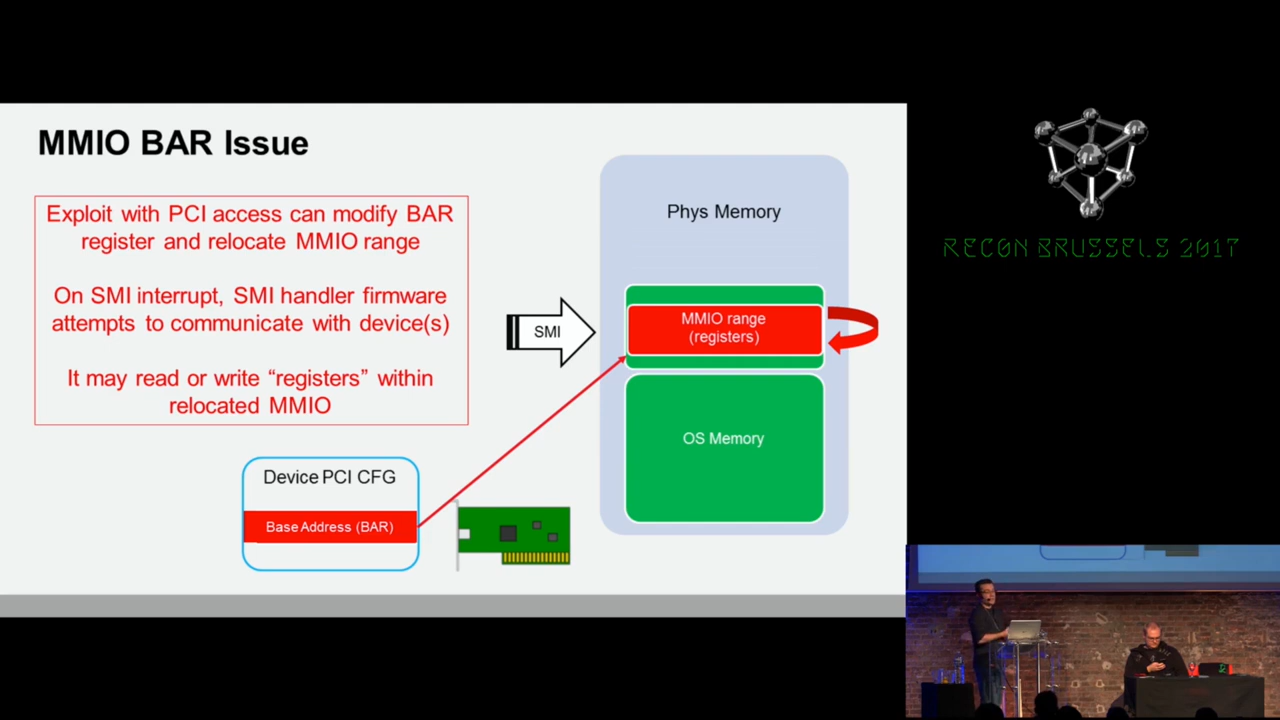 MMIO BAR Issue
Exploit with PCI access can modify BAR
register and relocate MMIO range
On SMI interrupt, SMI handler firmware
attempts to communicate with device(s)
It may read or write “registers” within
relocated MMIO
Phys Memory
SMI
MMIO range
(registers)
OS Memory
Device PCI CFG
Base Address (BAR)
RECON BRUSSELS 2017